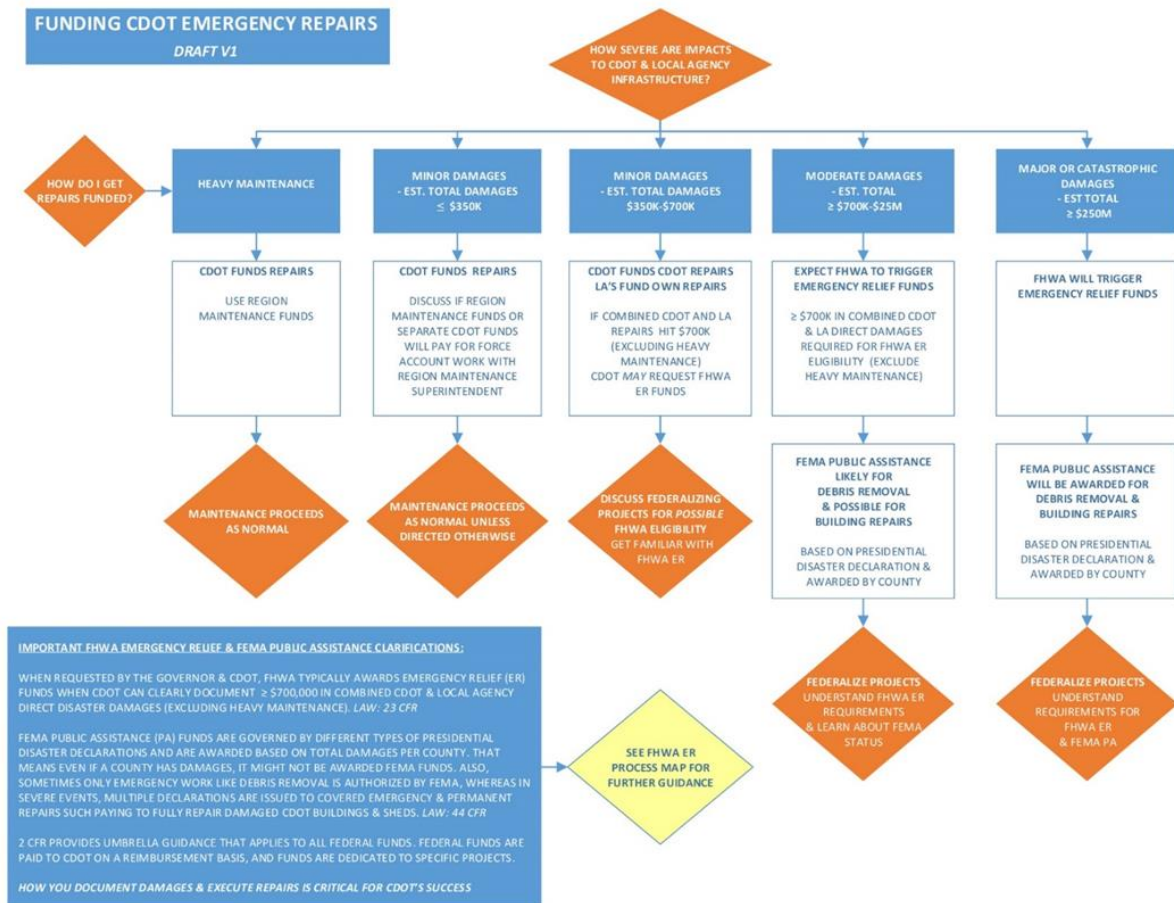 FUNDING CDOT EMERGENCY REPAIRS
DRAFT V1
HOW SEVERE ARE IMPACTS
TO CDOT & LOCAL AGENCY
INFRASTRUCTURE?
HOW DO I GET
REPAIRS FUNDED?
HEAVY MAINTENANCE
MINOR DAMAGES
- EST. TOTAL DAMAGES
≤ $350K
MINOR DAMAGES
- EST. TOTAL DAMAGES
$350K-$700K
MODERATE DAMAGES
- EST. TOTAL
≥ $700K-$25M
MAJOR OR CATASTROPHIC
DAMAGES
- EST TOTAL
≥ $250M
CDOT FUNDS REPAIRS
USE REGION
MAINTENANCE FUNDS
CDOT FUNDS REPAIRS
DISCUSS IF REGION
MAINTENANCE FUNDS OR
SEPARATE CDOT FUNDS
WILL PAY FOR FORCE
ACCOUNT WORK WITH
REGION MAINTENANCE
SUPERINTENDENT
CDOT FUNDS CDOT REPAIRS
LA'S FUND OWN REPAIRS
IF COMBINED CDOT AND LA
REPAIRS HIT $700K
(EXCLUDING HEAVY
MAINTENANCE)
CDOT MAY REQUEST FHWA
ER FUNDS
EXPECT FHWA TO TRIGGER
EMERGENCY RELIEF FUNDS
≥ $700K IN COMBINED CDOT
& LA DIRECT DAMAGES
REQUIRED FOR FHWA ER
ELIGIBILITY (EXCLUDE
HEAVY MAINTENANCE)
FHWA WILL TRIGGER
EMERGENCY RELIEF FUNDS
MAINTENANCE PROCEEDS
AS NORMAL
MAINTENANCE PROCEEDS
AS NORMAL UNLESS
DIRECTED OTHERWISE
DISCUSS FEDERALIZING
PROJECTS FOR POSSIBLE
FHWA ELIGIBILITY
GET FAMILIAR WITH
FHWA ER
FEMA PUBLIC ASSISTANCE
LIKELY FOR
DEBRIS REMOVAL
& POSSIBLE FOR
BUILDING REPAIRS
BASED ON PRESIDENTIAL
DISASTER DECLARATION &
AWARDED BY COUNTY
FEMA PUBLIC ASSISTANCE
WILL BE AWARDED FOR
DEBRIS REMOVAL &
BUILDING REPAIRS
BASED ON PRESIDENTIAL
DISASTER DECLARATION &
AWARDED BY COUNTY
FEDERALIZE PROJECTS
UNDERSTAND FHWA ER
REQUIREMENTS
& LEARN ABOUT FEMA
STATUS
FEDERALIZE PROJECTS
UNDERSTAND
REQUIREMENTS FOR
FHWA ER
& FEMA PA
IMPORTANT FHWA EMERGENCY RELIEF & FEMA PUBLIC ASSISTANCE CLARIFICATIONS:
WHEN REQUESTED BY THE GOVERNOR & CDOT, FHWA TYPICALLY AWARDS EMERGENCY RELIEF (ER)
FUNDS WHEN CDOT CAN CLEARLY DOCUMENT ≥ $700,000 IN COMBINED CDOT & LOCAL AGENCY
DIRECT DISASTER DAMAGES (EXCLUDING HEAVY MAINTENANCE). LAW: 23 CFR
FEMA PUBLIC ASSISTANCE (PA) FUNDS ARE GOVERNED BY DIFFERENT TYPES OF PRESIDENTIAL
DISASTER DECLARATIONS AND ARE AWARDED BASED ON TOTAL DAMAGES PER COUNTY. THAT
MEANS EVEN IF A COUNTY HAS DAMAGES, IT MIGHT NOT BE AWARDED FEMA FUNDS. ALSO,
SOMETIMES ONLY EMERGENCY WORK LIKE DEBRIS REMOVAL IS AUTHORIZED BY FEMA, WHEREAS IN
SEVERE EVENTS, MULTIPLE DECLARATIONS ARE ISSUED TO COVERED EMERGENCY & PERMANENT
REPAIRS SUCH PAYING TO FULLY REPAIR DAMAGED CDOT BUILDINGS & SHEDS. LAW: 44 CFR
2 CFR PROVIDES UMBRELLA GUIDANCE THAT APPLIES TO ALL FEDERAL FUNDS. FEDERAL FUNDS ARE
PAID TO CDOT ON A REIMBURSEMENT BASIS, AND FUNDS ARE DEDICATED TO SPECIFIC PROJECTS.
HOW YOU DOCUMENT DAMAGES & EXECUTE REPAIRS IS CRITICAL FOR CDOT'S SUCCESS
SEE FHWA ER
PROCESS MAP FOR
FURTHER GUIDANCE